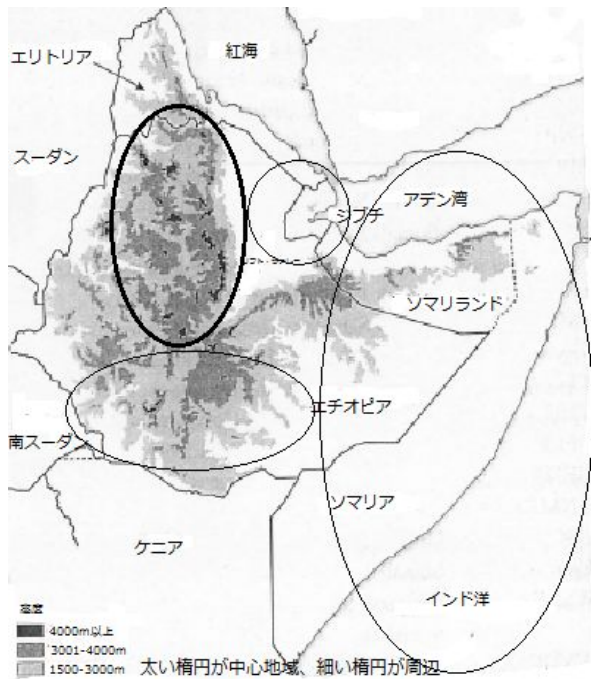 紅海
エリトリア
スーダン
アデン湾
ジブチ
ソマリランド
エチオピア
南スーダン
ソマリア
ケニア
インド洋
高度
4000m以上
3001-4000m
1500-3000m
太い楕円が中心地域、細い楕円が周辺